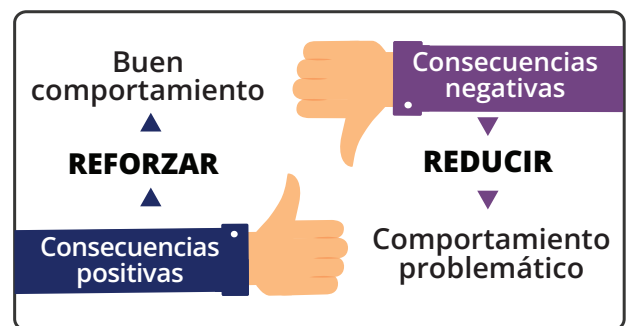 Buen
comportamiento
REFORZAR
Consecuencias
positivas
Consecuencias
negativas
REDUCIR
Comportamiento
problemático